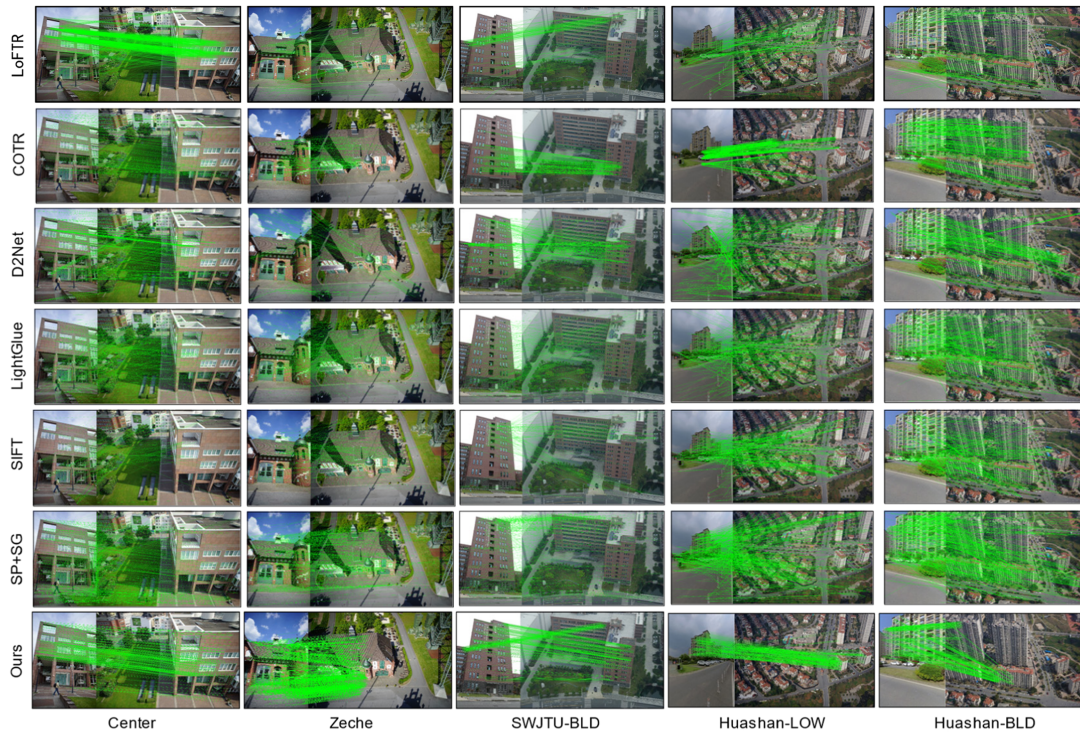 LoFTR
COTR
D2Net
LightGlue
SIFT
SP+SG
Ours
Center
Zeche
SWJTU-BLD
Huashan-LOW
Huashan-BLD